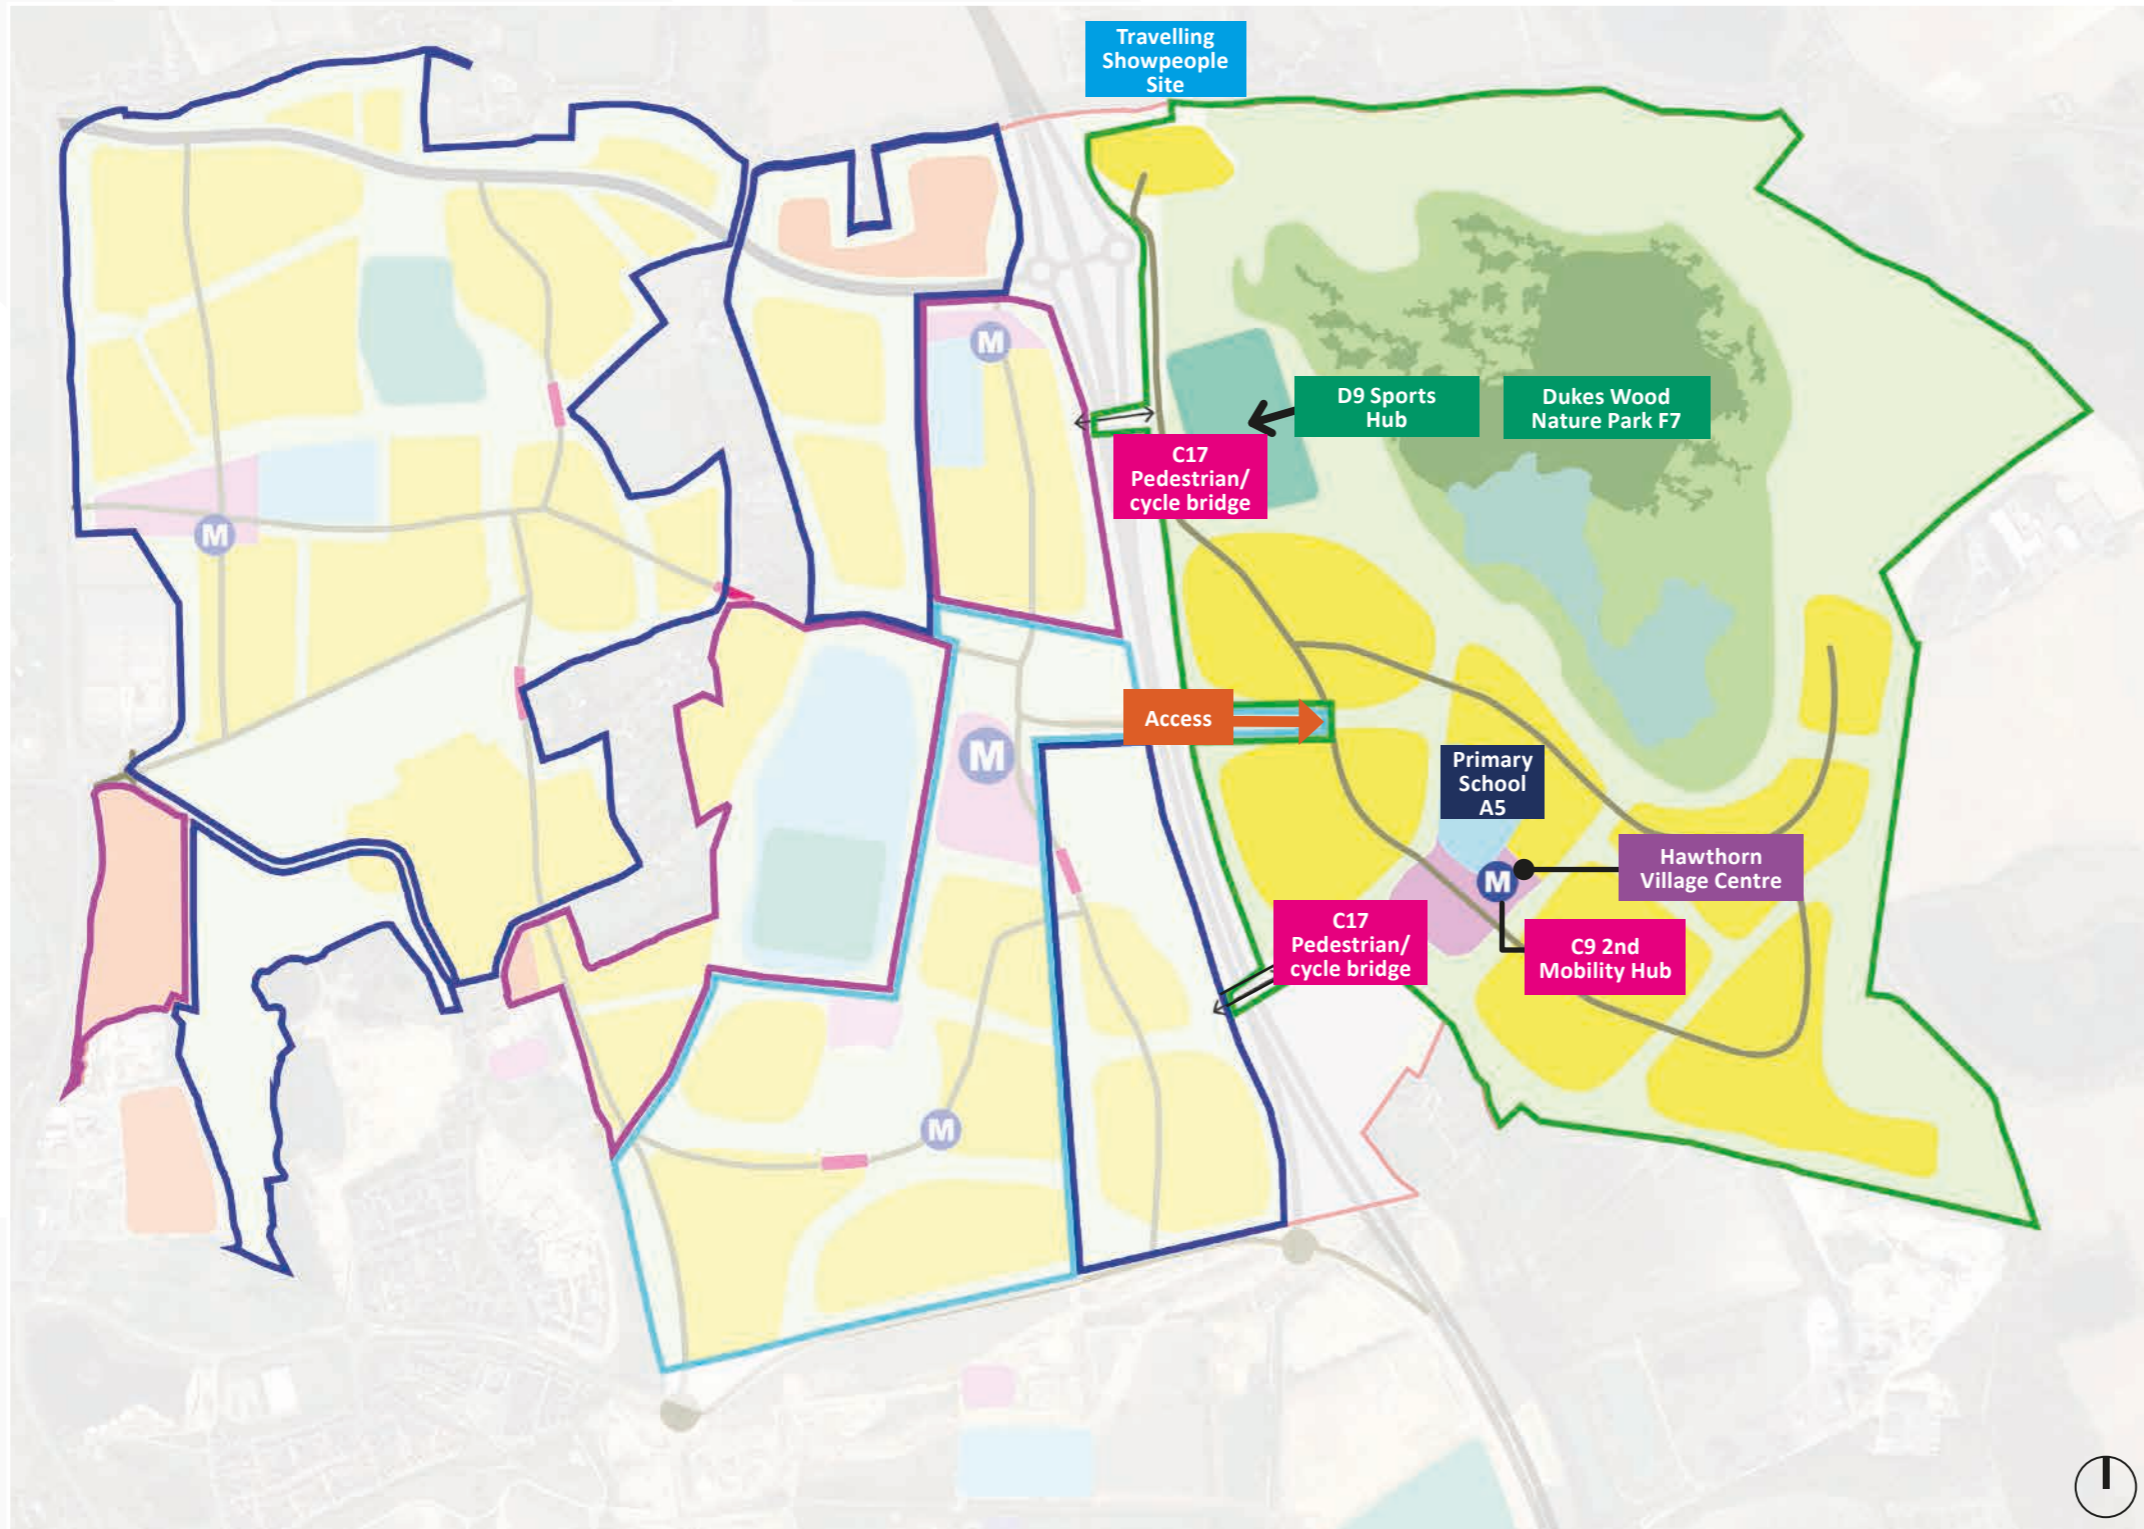 Travelling
Showpeople
Site
M
D9 Sports
Hub
Dukes Wood
Nature Park F7
C17
Pedestrian/
cycle bridge
M
Access
M
Primary
School
A5
Hawthorn
Village Centre
M
C17
Pedestrian/
cycle bridge
C9 2nd
Mobility Hub
M